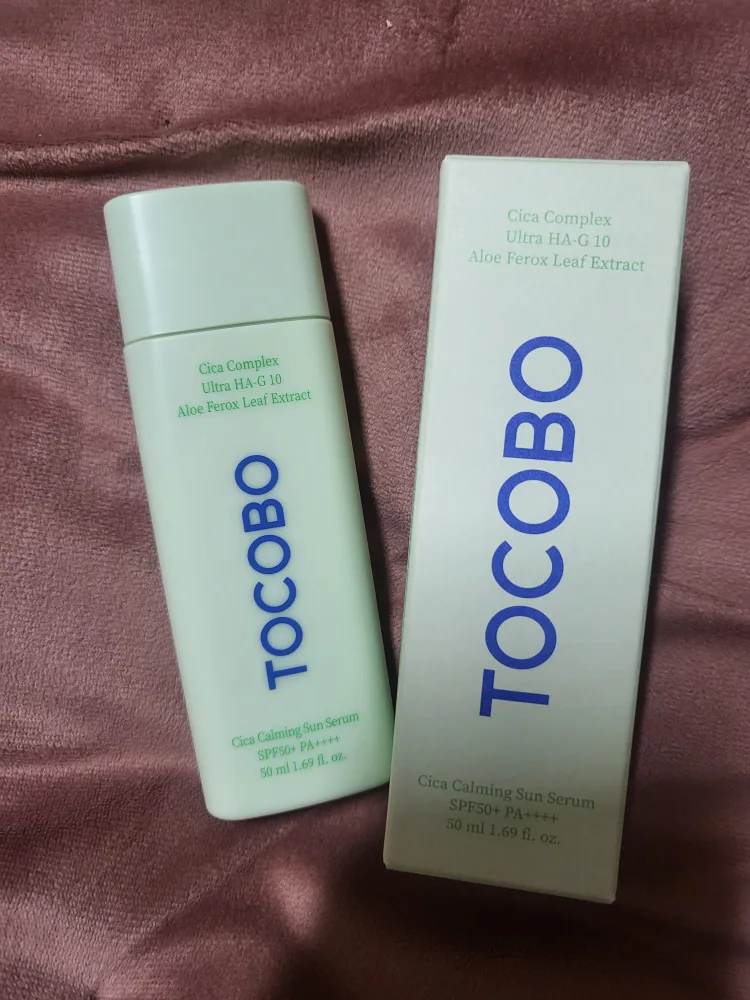 Cica Complex
Ultra HA-G 10
Aloe Ferox Leaf Extract
TOCOBO
Cica Calming Sun Serum
SPF50+ PA++++
50 ml 1.69 fl. oz.
Cica Complex
Ultra HA-G 10
Aloe Ferox Leaf Extract
TOCOBO
Cica Calming Sun Serum
SPF50+ PA++++
50 ml 1.69 fl. oz.